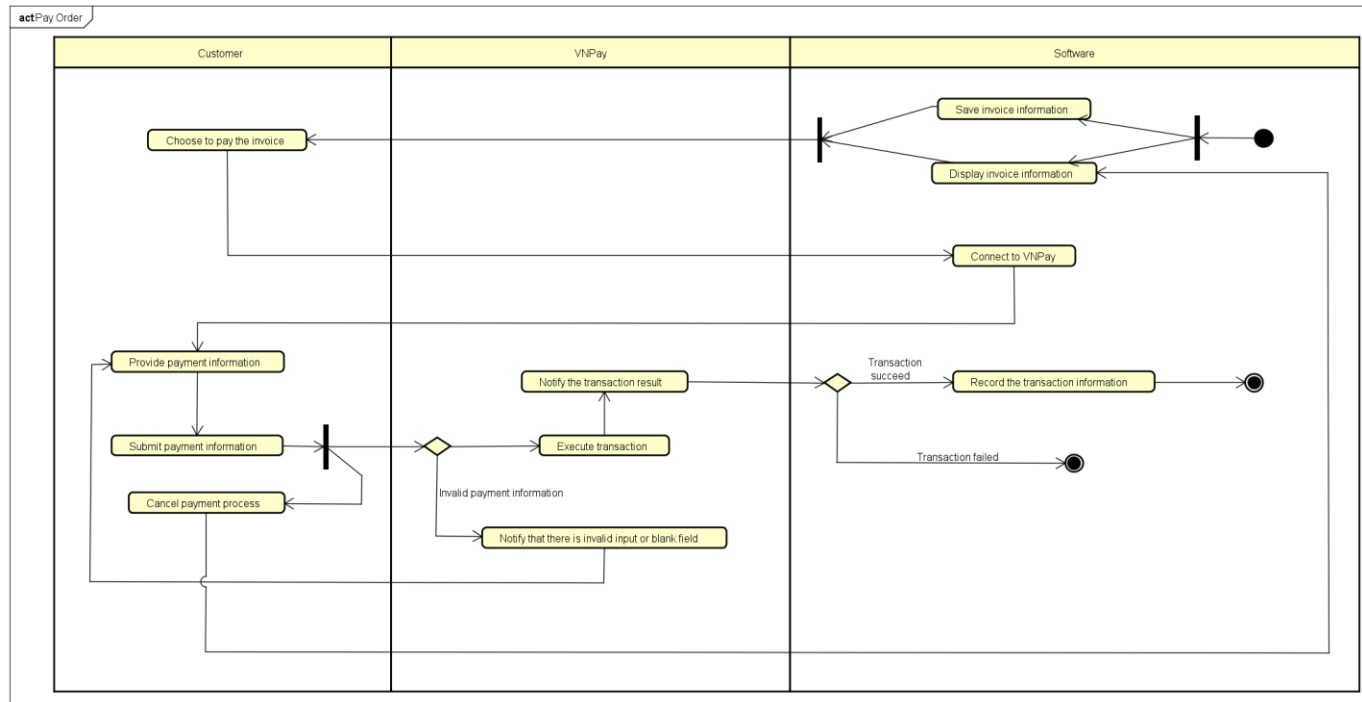 act Pay Order
Customer
VNPay
Software
Save invoice information
Choose to pay the invoice
Display invoice information
Connect to VNPay
Provide payment information
Notify the transaction result
Transaction
succeed
Record the transaction information
Submit payment information
Execute transaction
Transaction failed
Invalid payment information
Cancel payment process
Notify that there is invalid input or blank field